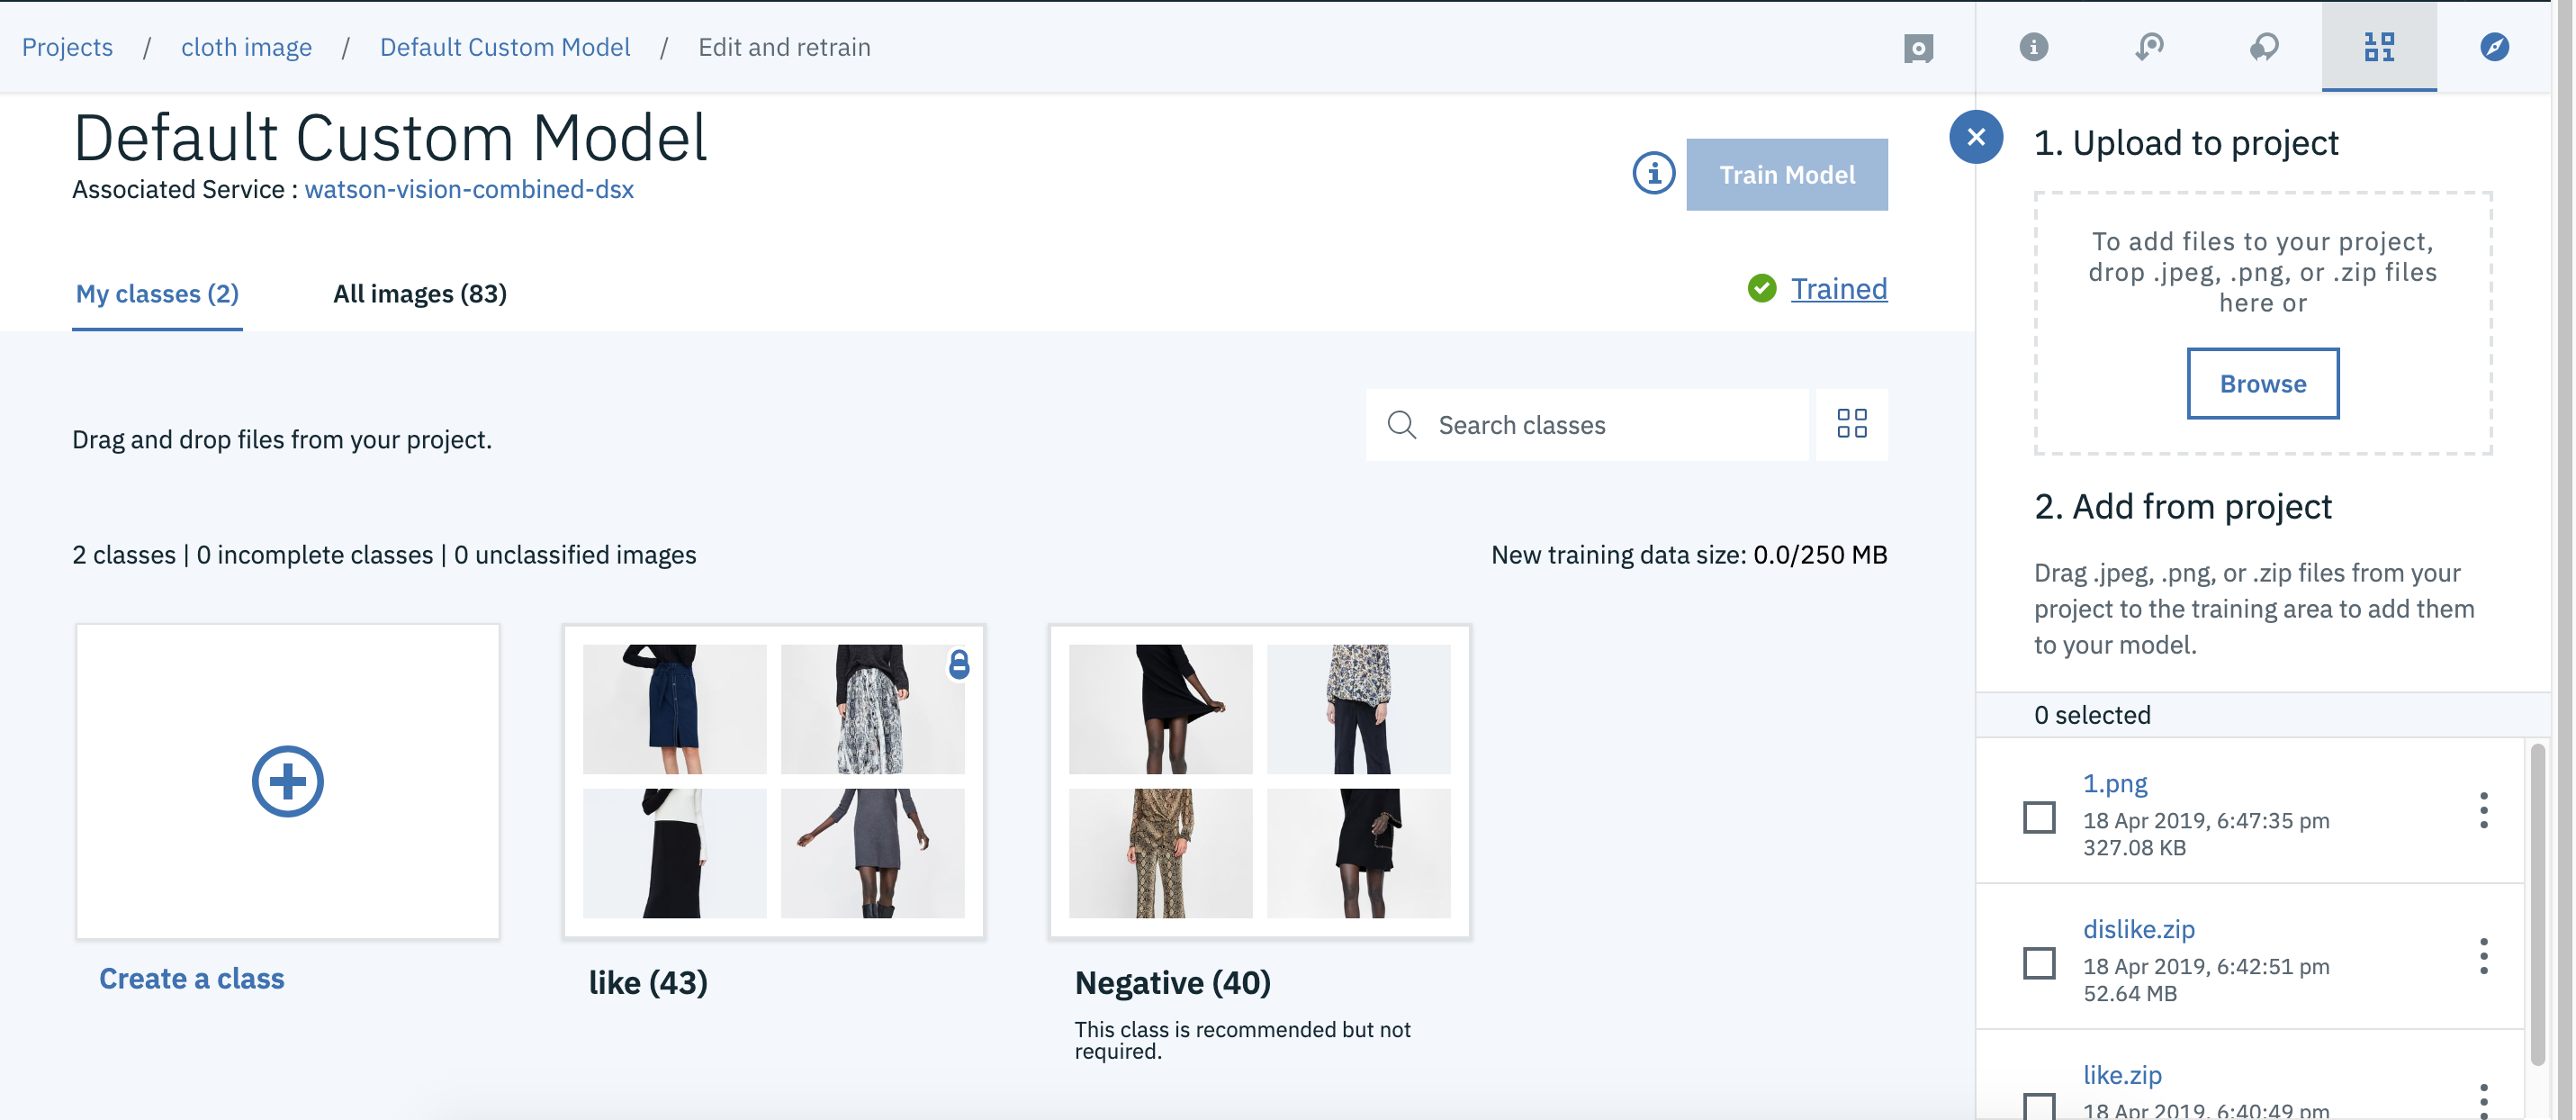 Projects / cloth image / Default Custom Model / Edit and retrain
Default Custom Model
Associated Service : watson-vision-combined-dsx
Train Model
My classes (2)
All images (83)
Trained
Drag and drop files from your project.
Search classes
2 classes | 0 incomplete classes | 0 unclassified images
New training data size: 0.0/250 MB
Create a class
like (43)
Negative (40)
This class is recommended but not
required.
1. Upload to project
To add files to your project,
drop .jpeg, .png, or .zip files
here or
Browse
2. Add from project
Drag .jpeg, .png, or .zip files from your
project to the training area to add them
to your model.
0 selected
1.png
18 Apr 2019, 6:47:35 pm
327.08 KB
dislike.zip
18 Apr 2019, 6:42:51 pm
52.64 MB
like.zip
18 Apr 2019, 6:40:49 pm